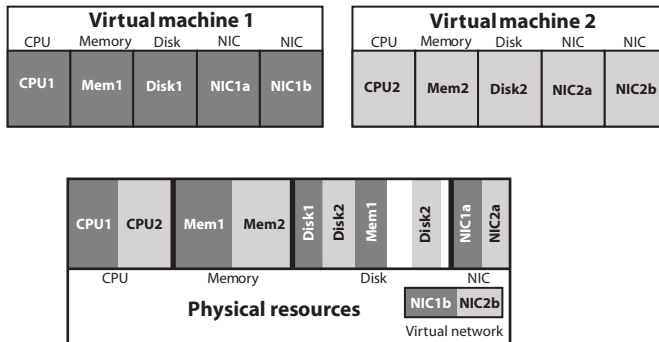 Virtual machine 1
CPU Memory Disk NIC NIC
CPU1 Mem1 Disk1 NIC1a NIC1b
Virtual machine 2
CPU Memory Disk NIC NIC
CPU2 Mem2 Disk2 NIC2a NIC2b
CPU1 CPU2 Mem1 Mem2 Disk1 Disk2 Mem1 Disk2 NIC1a NIC2a
CPU Memory Disk NIC
Physical resources
NIC1b NIC2b
Virtual network